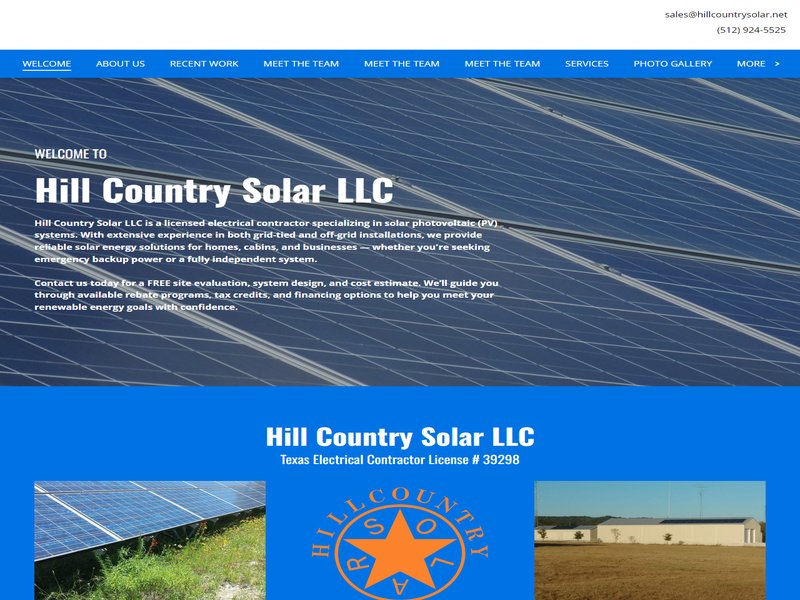 sales@hillcountrysolar.net
(512) 924-5525
WELCOME ABOUT US RECENT WORK MEET THE TEAM MEET THE TEAM MEET THE TEAM SERVICES PHOTO GALLERY MORE >
WELCOME TO
Hill Country Solar LLC
Hill Country Solar LLC is a licensed electrical contractor specializing in solar photovoltaic (PV)
systems. With extensive experience in both grid-tied and off-grid installations, we provide
reliable solar energy solutions for homes, cabins, and businesses — whether you're seeking
emergency backup power or a fully independent system.
Contact us today for a FREE site evaluation, system design, and cost estimate. We'll guide you
through available rebate programs, tax credits, and financing options to help you meet your
renewable energy goals with confidence.
Hill Country Solar LLC
Texas Electrical Contractor License # 39298
HILL COUNTRY
SOLAR